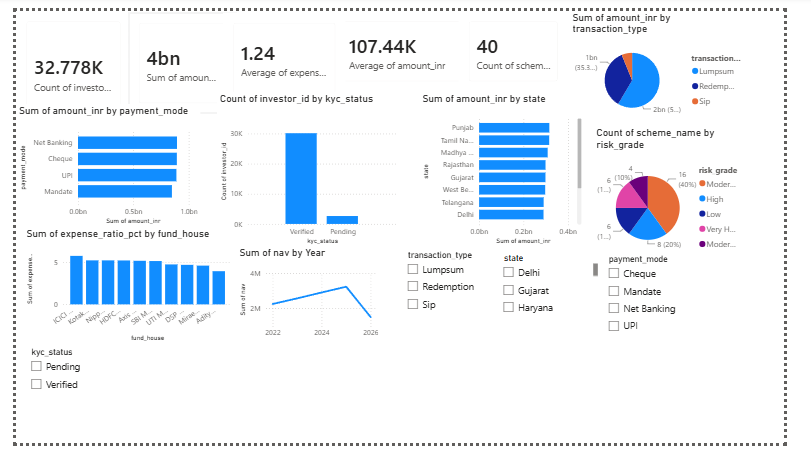 32.778K
Count of investo...
4bn
Sum of amoun...
1.24
Average of expens...
107.44K
Average of amount_inr
40
Count of schem...
Sum of amount_inr by
transaction_type
1bn
(35.3...)
2bn (5...)
transaction...
Lumpsum
Redemp...
Sip
Sum of amount_inr by payment_mode
payment_mode
Net Banking
Cheque
UPI
Mandate
0.0bn
0.5bn
1.0bn
Sum of amount_inr
Count of investor_id by kyc_status
Count of investor_id
30K
20K
10K
0K
Verified
Pending
kyc_status
Sum of amount_inr by state
state
Punjab
Tamil Na...
Madhya ...
Rajasthan
Gujarat
West Be...
Telangana
Delhi
0.0bn
0.2bn
0.4bn
Sum of amount_inr
Count of scheme_name by
risk_grade
4
(10%)
6
(1...)
6
(1...)
16
(40%)
8 (20%)
risk_grade
Moder...
High
Low
Very H...
Moder...
Sum of expense_ratio_pct by fund_house
Sum of expense...
5
0
ICICI ...
Kotak...
Nipp...
HDFC...
Axis ...
SBI M...
UTI M...
DSP ...
Mirae...
Adity...
fund_house
Sum of nav by Year
Sum of nav
4M
2M
2022
2024
2026
transaction_type
Lumpsum
Redemption
Sip
state
Delhi
Gujarat
Haryana
payment_mode
Cheque
Mandate
Net Banking
UPI
kyc_status
Pending
Verified